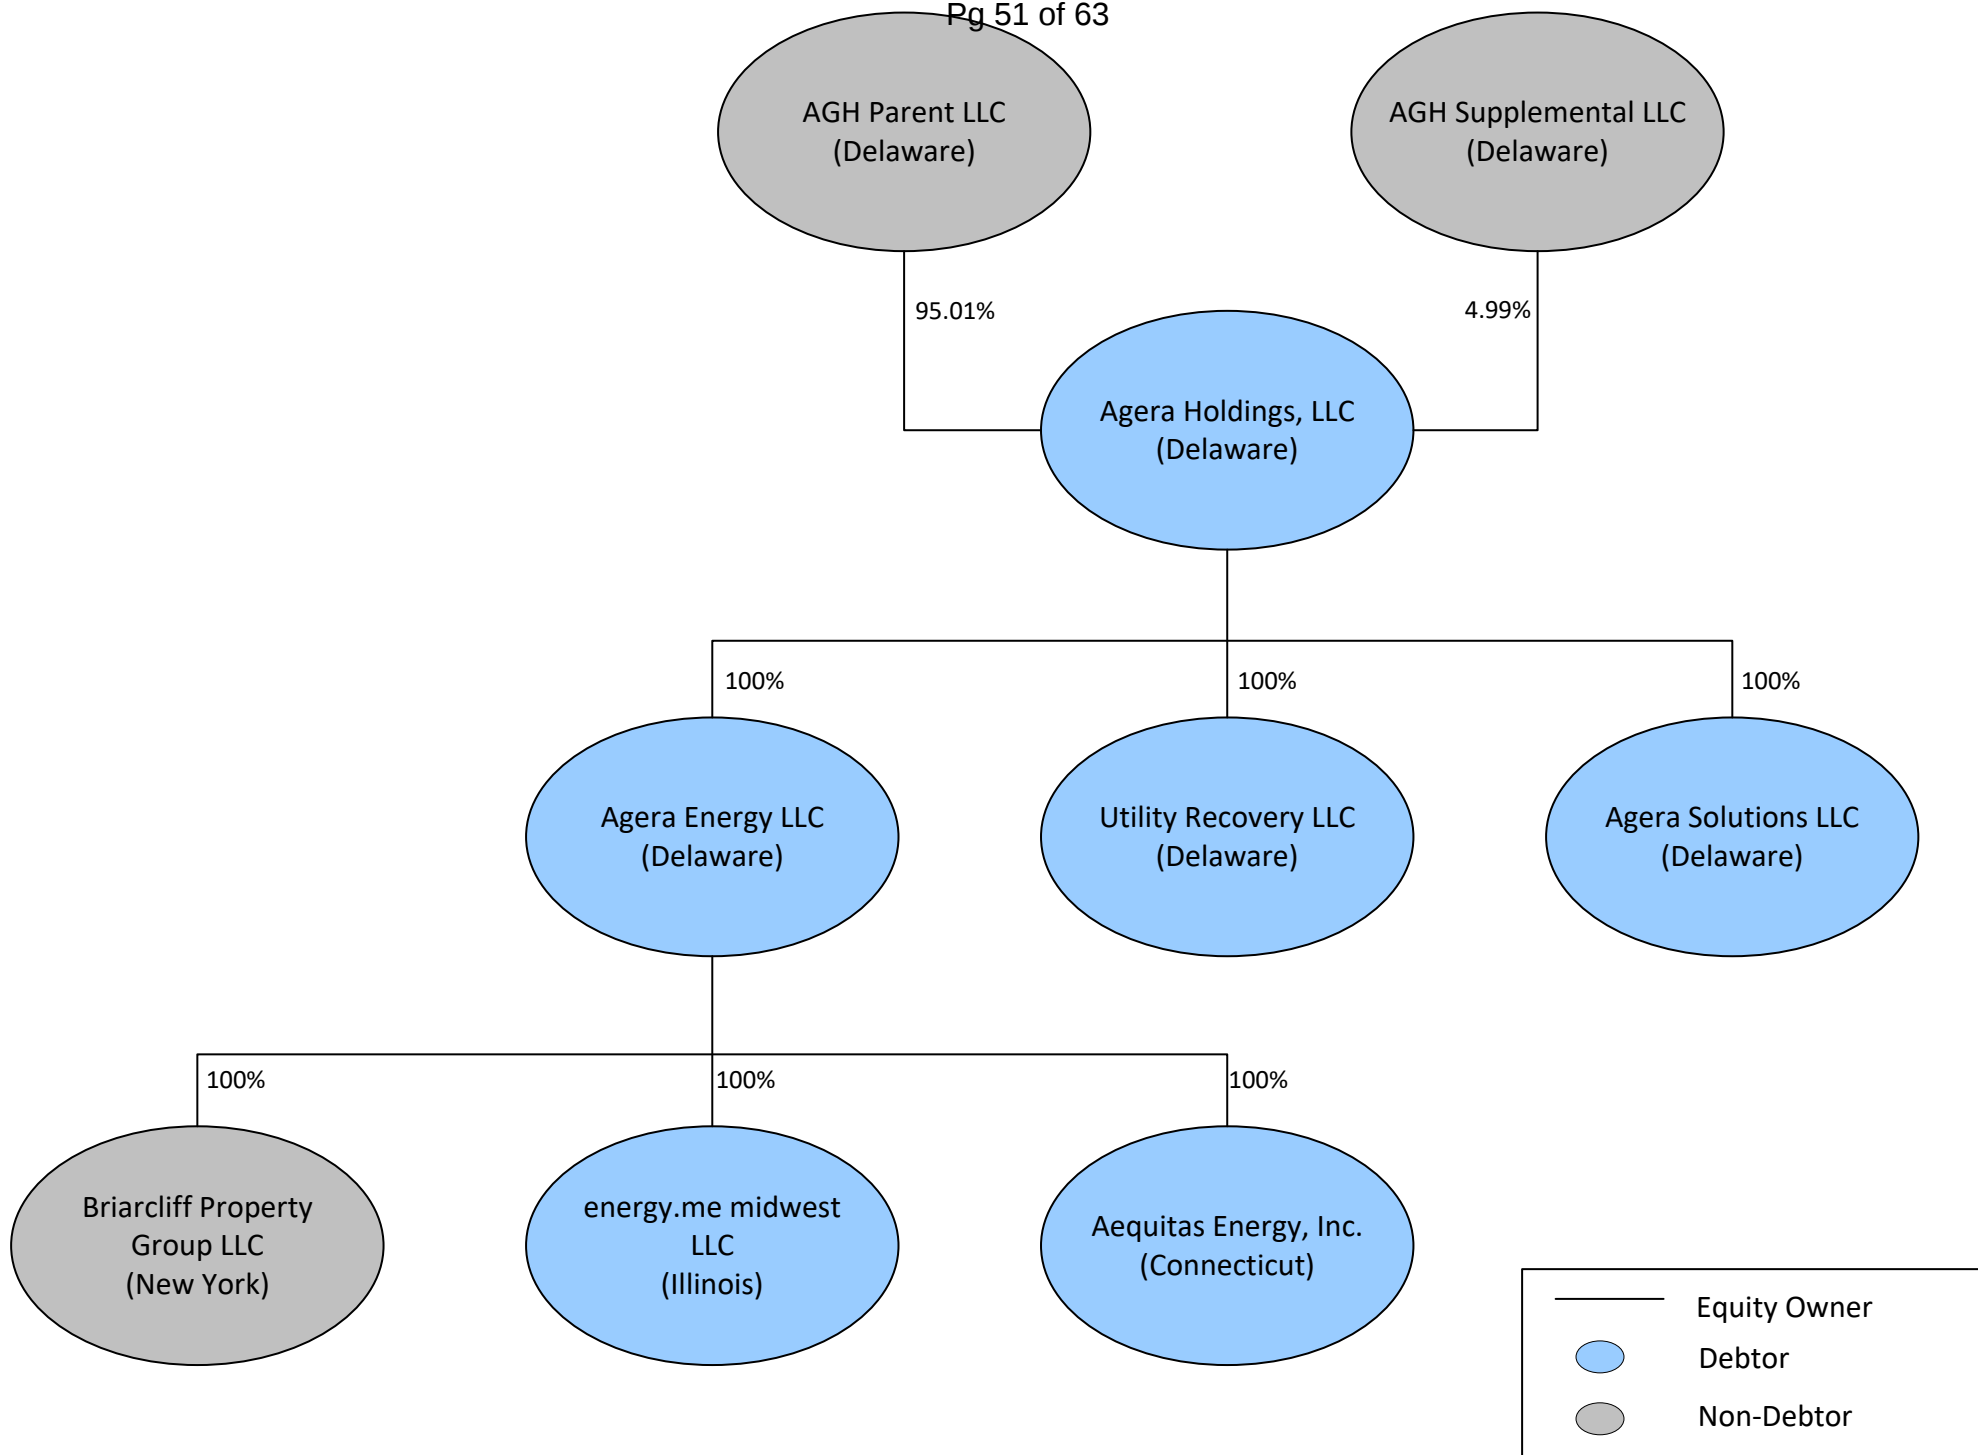 Pg 51 of 63
AGH Parent LLC
(Delaware)
AGH Supplemental LLC
(Delaware)
95.01%
4.99%
Agera Holdings, LLC
(Delaware)
100%
100%
100%
Agera Energy LLC
(Delaware)
Utility Recovery LLC
(Delaware)
Agera Solutions LLC
(Delaware)
100%
100%
100%
Briarcliff Property
Group LLC
(New York)
energy.me midwest
LLC
(Illinois)
Aequitas Energy, Inc.
(Connecticut)
Equity Owner
Debtor
Non-Debtor